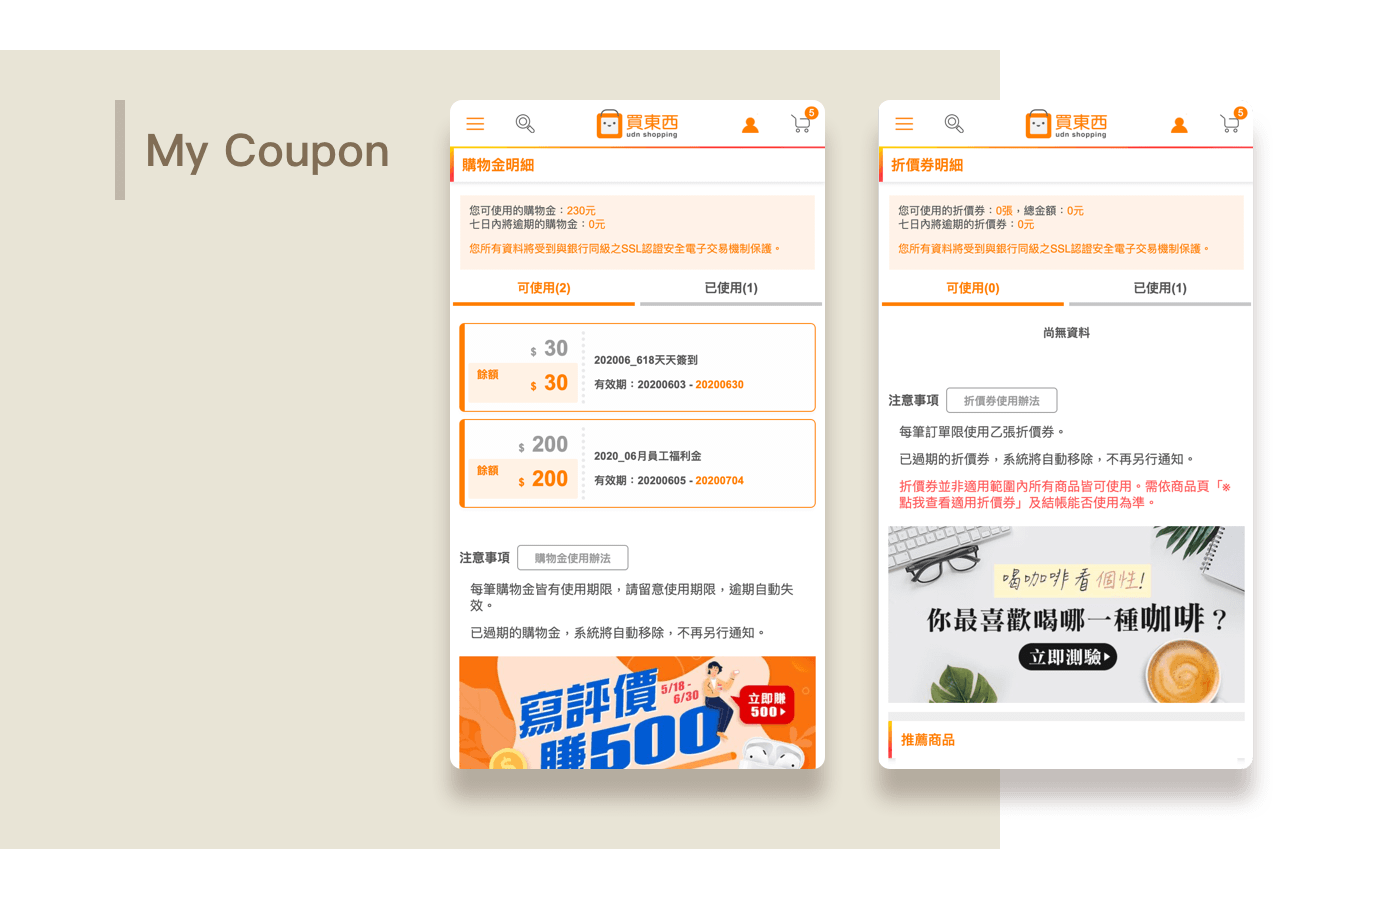 My Coupon
5
買東西
udn shopping
購物金明細
您可使用的購物金：230元
七日內將逾期的購物金：0元
您所有資料將受到與銀行同級之SSL認證安全電子交易機制保護。
可使用(2)
已使用(1)
$ 30
餘額
$ 30
202006_618天天簽到
有效期：20200603 - 20200630
$ 200
餘額
$ 200
2020_06月員工福利金
有效期：20200605 - 20200704
注意事項
購物金使用辦法
每筆購物金皆有使用期限，請留意使用期限，逾期自動失
效。
已過期的購物金，系統將自動移除，不再另行通知。
寫評價
賺500
5/18 -
6/30
立即賺
500
5
買東西
udn shopping
折價券明細
您可使用的折價券：0張，總金額：0元
七日內將逾期的折價券：0元
您所有資料將受到與銀行同級之SSL認證安全電子交易機制保護。
可使用(0)
已使用(1)
尚無資料
注意事項
折價券使用辦法
每筆訂單限使用乙張折價券。
已過期的折價券，系統將自動移除，不再另行通知。
折價券並非適用範圍內所有商品皆可使用。需依商品頁「※
點我查看適用折價券」及結帳能否使用為準。
喝咖啡看個性!
你最喜歡喝哪一種咖啡？
立即測驗
推薦商品